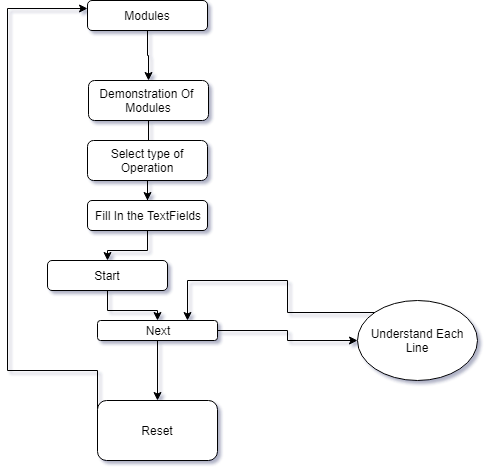 Modules
Demonstration Of
Modules
Select type of
Operation
Fill In the TextFields
Start
Next
Understand Each
Line
Reset